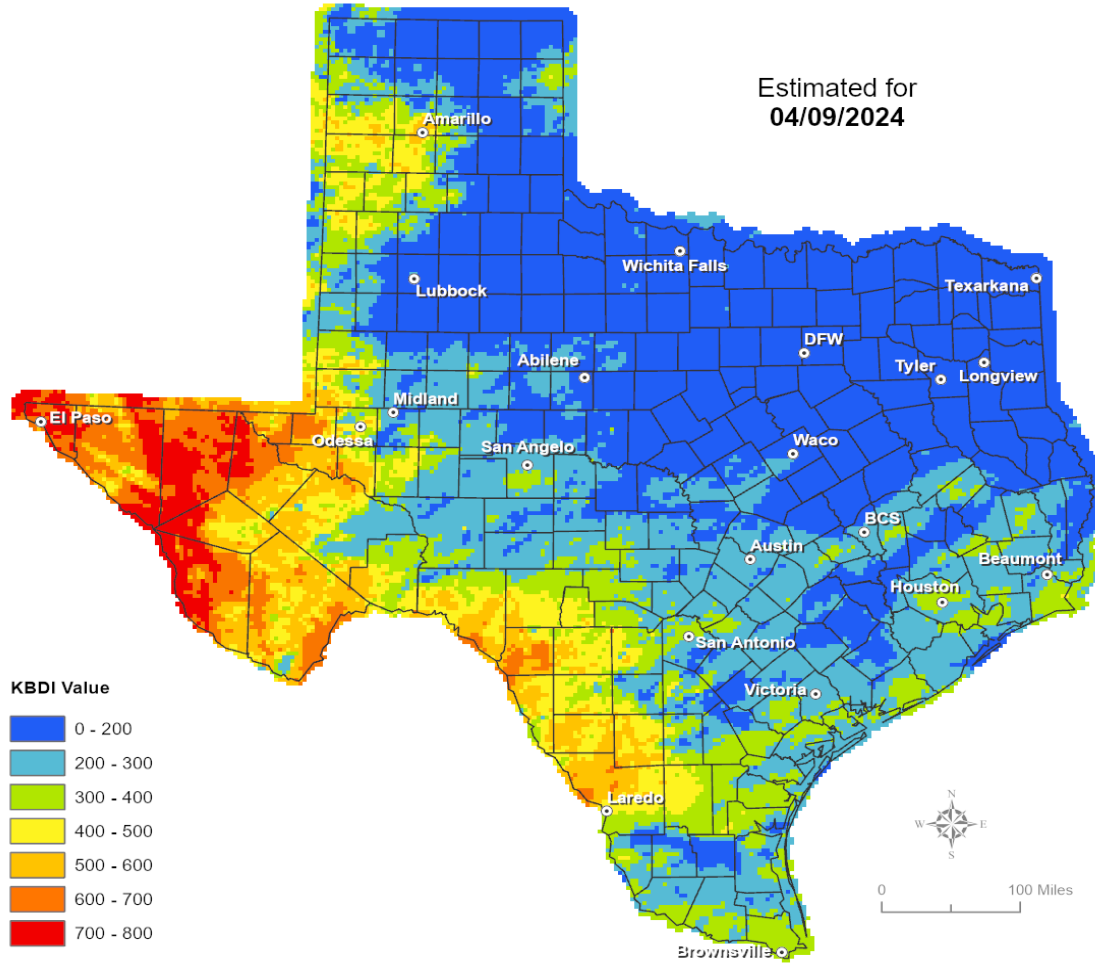 Estimated for
04/09/2024
Amarillo
Wichita Falls
Lubbock
Texarkana
DFW
Abilene
Tyler
Longview
Midland
El Paso
Odessa
San Angelo
Waco
BCS
Austin
Beaumont
Houston
San Antonio
Victoria
KBDI Value
0 - 200
200 - 300
300 - 400
400 - 500
500 - 600
600 - 700
700 - 800
Laredo
N
W E
S
0 100 Miles
Brownsville